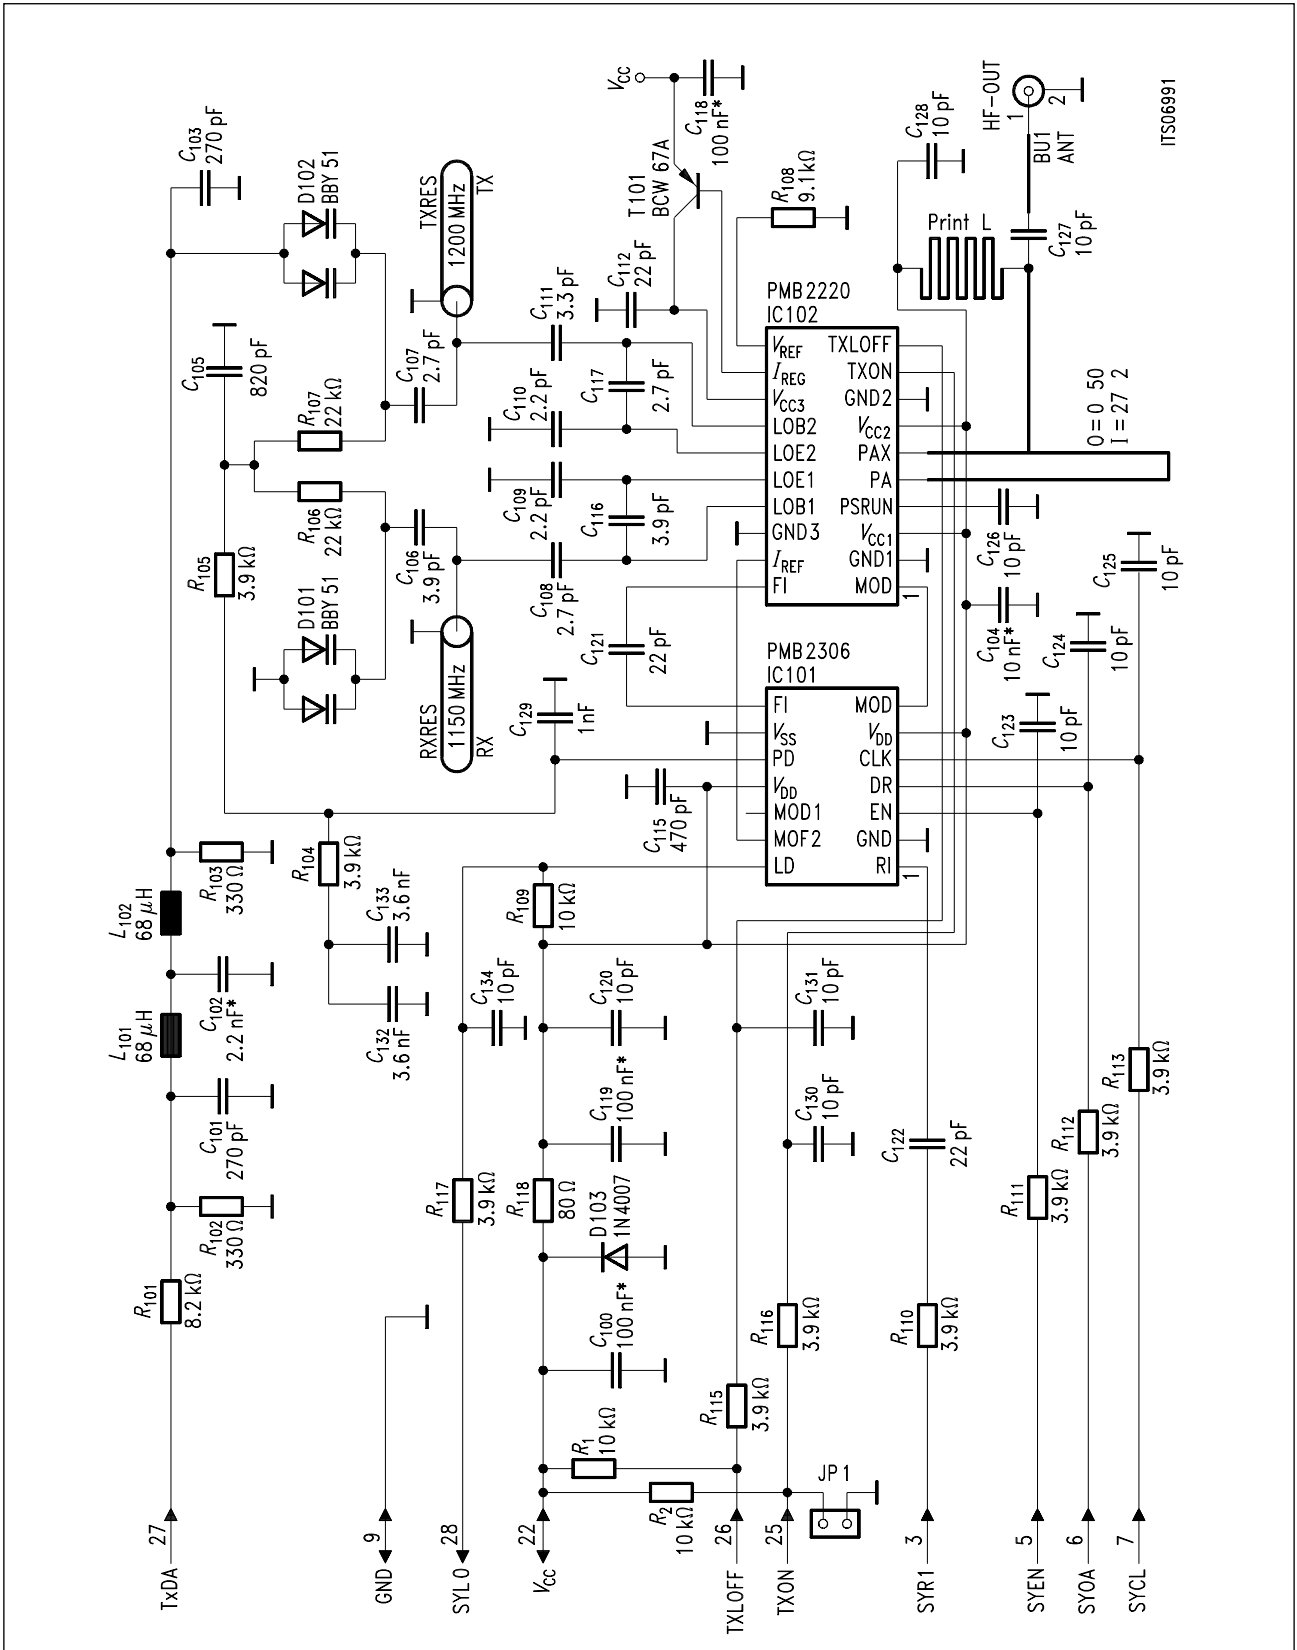 TxDA
27
R101
8.2 kΩ
R102
330 Ω
C101
270 pF
L101
68 μH
C102
2.2 nF*
L102
68 μH
R103
330 Ω
C103
270 pF
D102
BBY 51
C105
820 pF
R107
22 kΩ
R106
22 kΩ
R105
3.9 kΩ
D101
BBY 51
C107
2.7 pF
C106
3.9 pF
R104
3.9 kΩ
C133
3.6 nF
C132
3.6 nF
GND
9
TXRES
1200 MHz
TX
RXRES
1150 MHz
RX
SYLO
28
R117
3.9 kΩ
C134
10 pF
VCC
22
R1
10 kΩ
R2
10 kΩ
C100
100 nF*
D103
1N4007
R118
80 Ω
C119
100 nF*
C120
10 pF
R109
10 kΩ
C129
1nF
C115
470 pF
C121
22 pF
C108
2.7 pF
C116
3.9 pF
C109
2.2 pF
C110
2.2 pF
C117
2.7 pF
C111
3.3 pF
C112
22 pF
T101
BCW 67A
VCC
C118
100 nF*
R108
9.1 kΩ
TXLOFF
26
R115
3.9 kΩ
C131
10 pF
TXON
25
JP1
R116
3.9 kΩ
C130
10 pF
PMB2306
IC101
FI
VSS
PD
VDD
MOD1
MOF2
LD
MOD
VDD
CLK
DR
EN
GND
RI
1
PMB2220
IC102
VREF
IREG
VCC3
LOB2
LOE2
LOE1
LOB1
GND3
IREF
FI
TXLOFF
TXON
GND2
VCC2
PAX
PA
PSRUN
VCC1
GND1
MOD
1
SYR1
3
R110
3.9 kΩ
C122
22 pF
SYEN
5
R111
3.9 kΩ
C123
10 pF
C104
10 nF*
C126
10 pF
SYOA
6
R112
3.9 kΩ
C124
10 pF
SYCL
7
R113
3.9 kΩ
C125
10 pF
O=0 50
I=27 2
Print L
C128
10 pF
C127
10 pF
BU1
ANT
HF-OUT
1
2
ITS06991